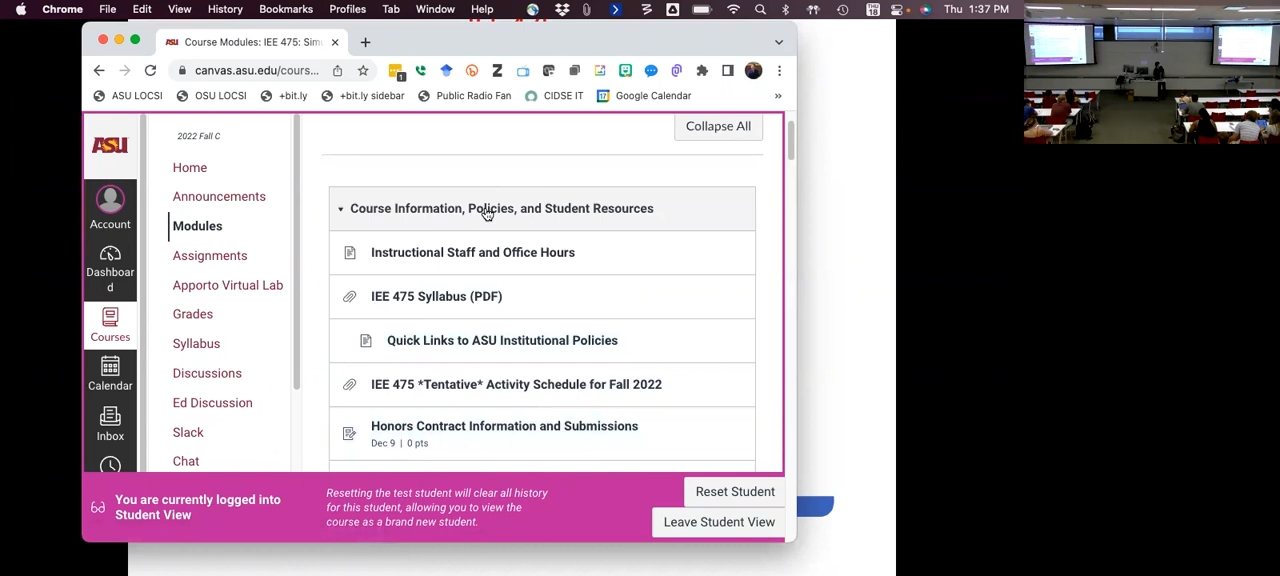 Chrome File Edit View History Bookmarks Profiles Tab Window Help THU 18 Thu 1:37 PM
Course Modules: IEE 475: Sim
canvas.asu.edu/cours...
ASU LOCSI OSU LOCSI +bit.ly +bit.ly sidebar Public Radio Fan CIDSE IT Google Calendar
ASU
Account
Dashboar
d
Courses
Calendar
Inbox
2022 Fall C
Home
Announcements
Modules
Assignments
Apporto Virtual Lab
Grades
Syllabus
Discussions
Ed Discussion
Slack
Chat
Collapse All
Course Information, Policies, and Student Resources
Instructional Staff and Office Hours
IEE 475 Syllabus (PDF)
Quick Links to ASU Institutional Policies
IEE 475 *Tentative* Activity Schedule for Fall 2022
Honors Contract Information and Submissions
Dec 9 | 0 pts
You are currently logged into
Student View
Resetting the test student will clear all history
for this student, allowing you to view the
course as a brand new student.
Reset Student
Leave Student View